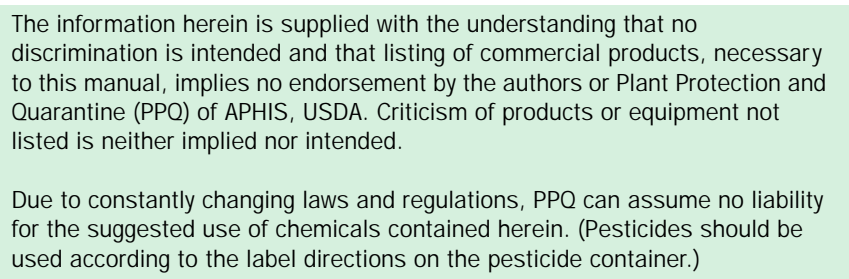 The information herein is supplied with the understanding that no
discrimination is intended and that listing of commercial products, necessary
to this manual, implies no endorsement by the authors or Plant Protection and
Quarantine (PPQ) of APHIS, USDA. Criticism of products or equipment not
listed is neither implied nor intended.
Due to constantly changing laws and regulations, PPQ can assume no liability
for the suggested use of chemicals contained herein. (Pesticides should be
used according to the label directions on the pesticide container.)